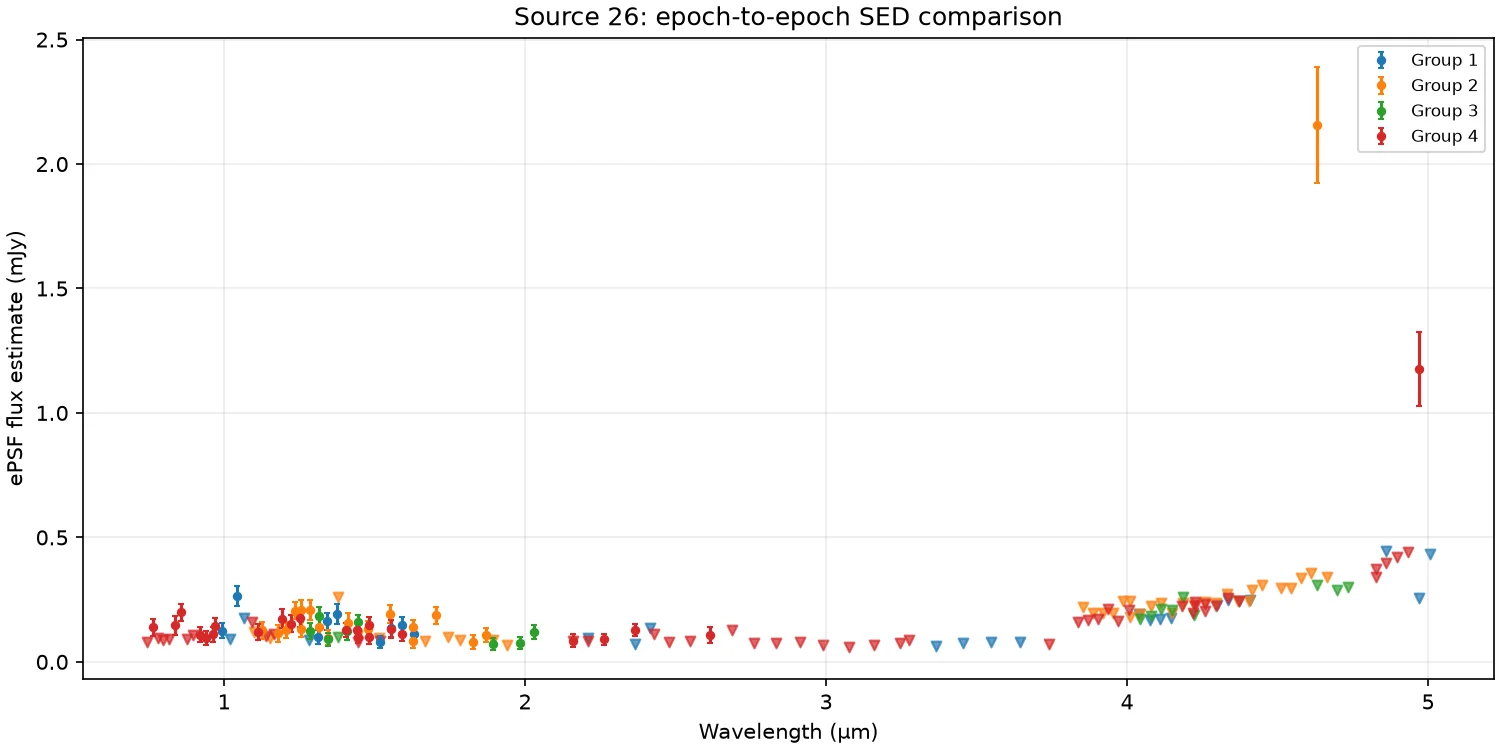 Source 26: epoch-to-epoch SED comparison
2.5
2.0
1.5
1.0
0.5
0.0
ePSF flux estimate (mJy)
Group 1
Group 2
Group 3
Group 4
1 2 3 4 5
Wavelength (μm)